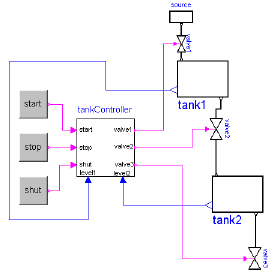 source
valve1
tank1
tankController
start
start
valve1
stop
stop
valve2
valve2
shut
shut
valve3
level1
level2
tank2
valve3